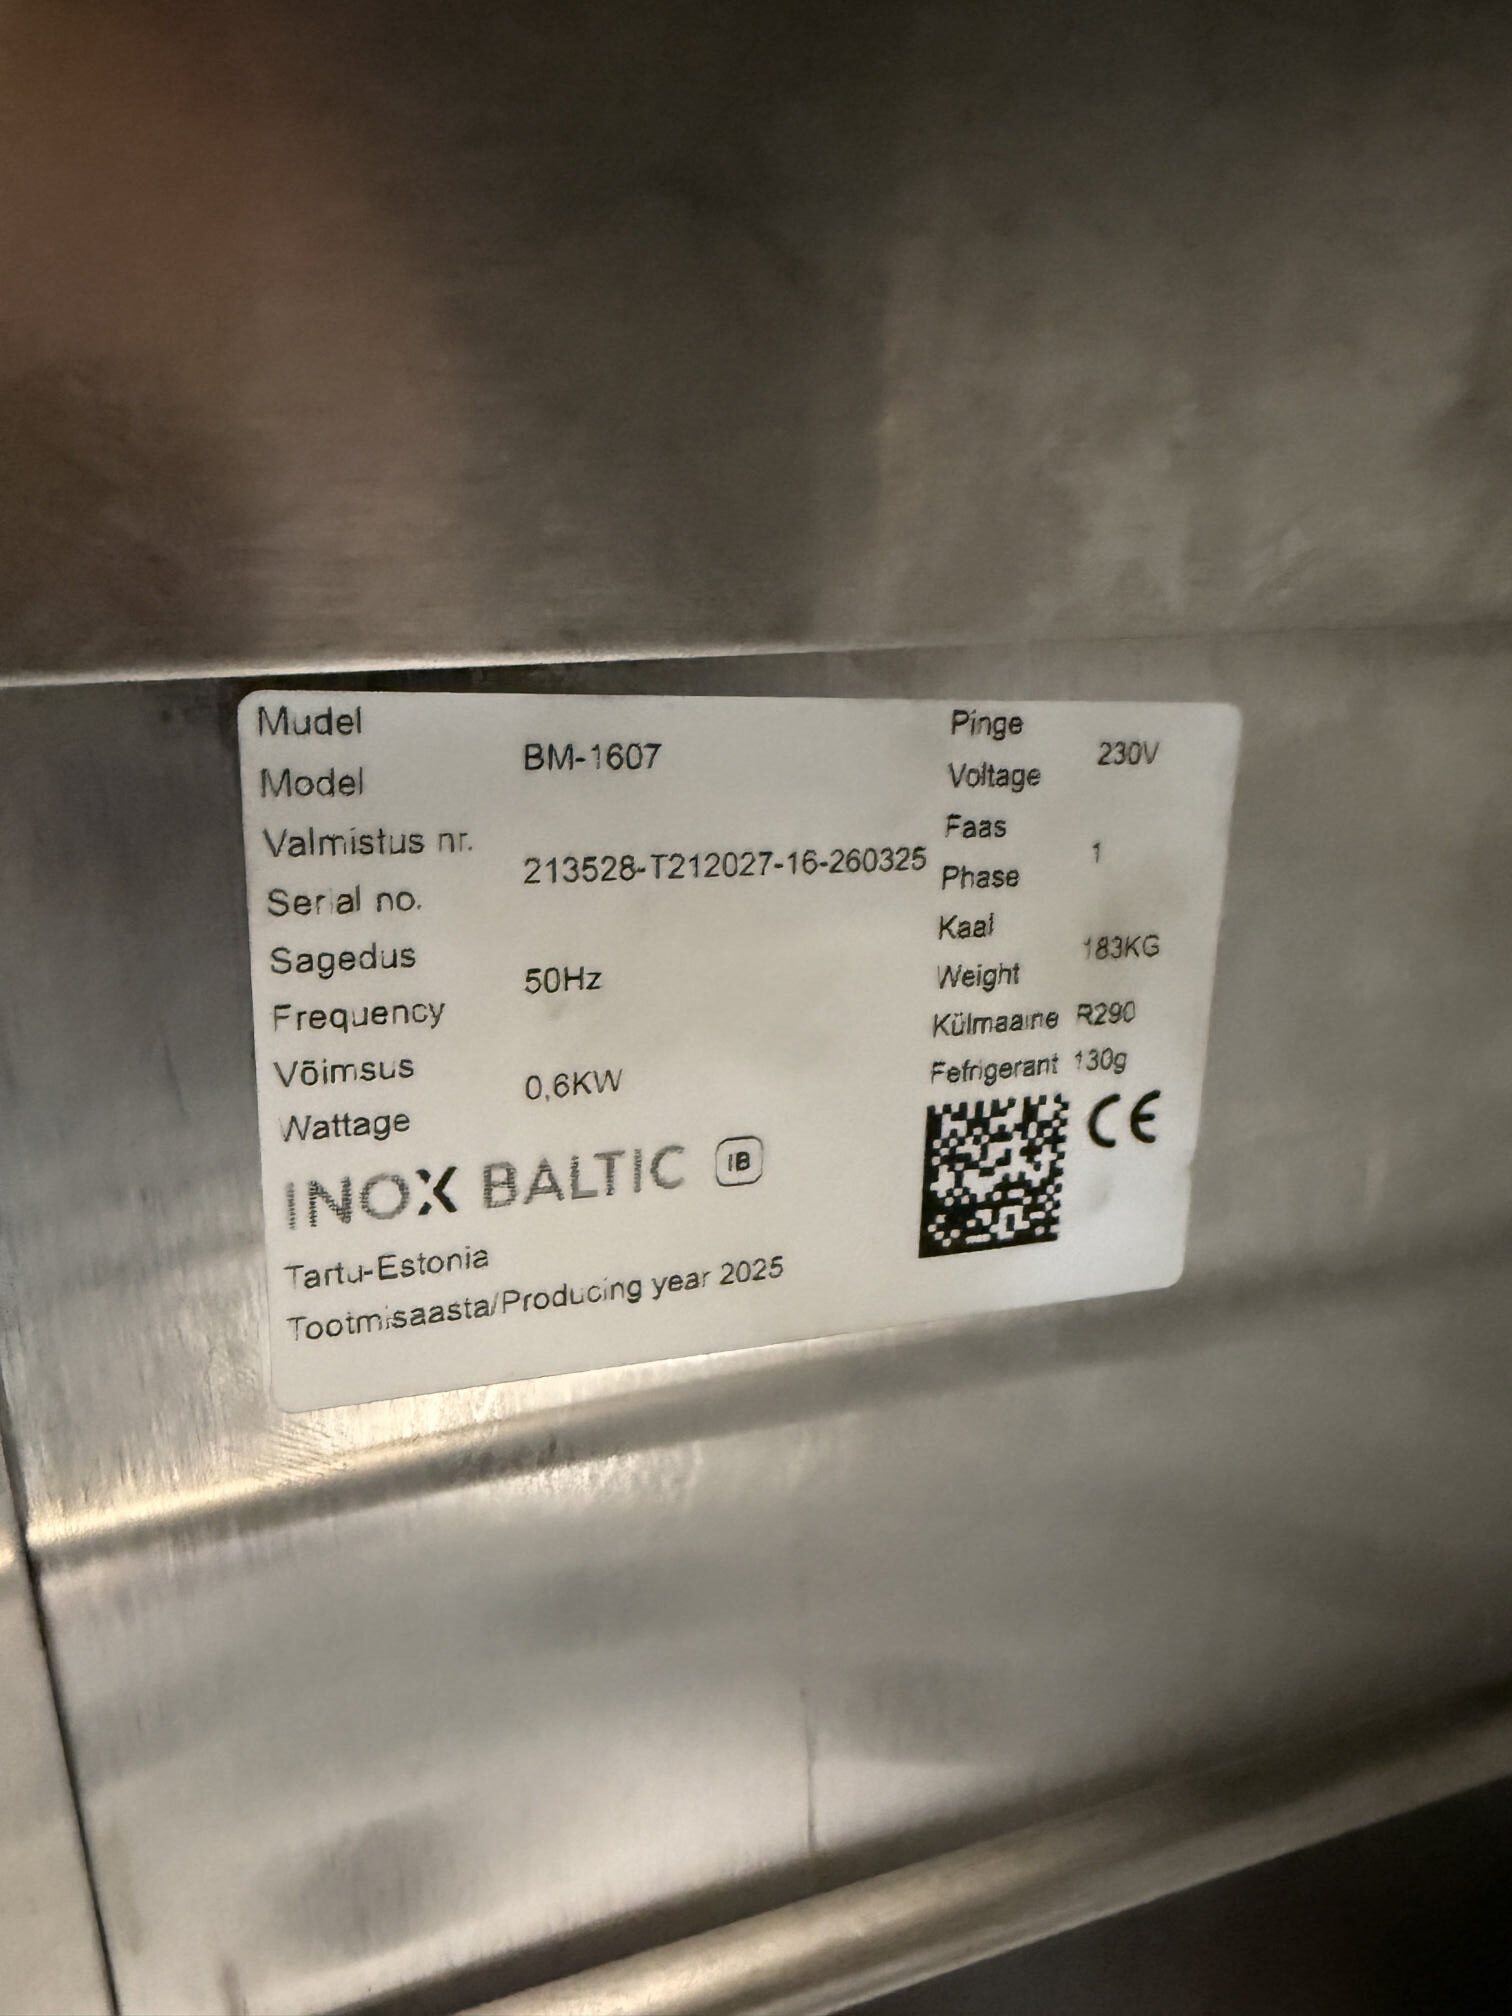 Mudel
Model
BM-1607
Valmistus nr.
Serial no.
213528-T212027-16-260325
Sagedus
Frequency
50Hz
Võimsus
Wattage
0,6KW
Pinge
Voltage
230V
Faas
Phase
1
Kaal
Weight
183KG
Külmaaine R290
Fefrigerant 130g
CE
INOX BALTIC IB
Tartu-Estonia
Tootmisaasta/Producing year 2025